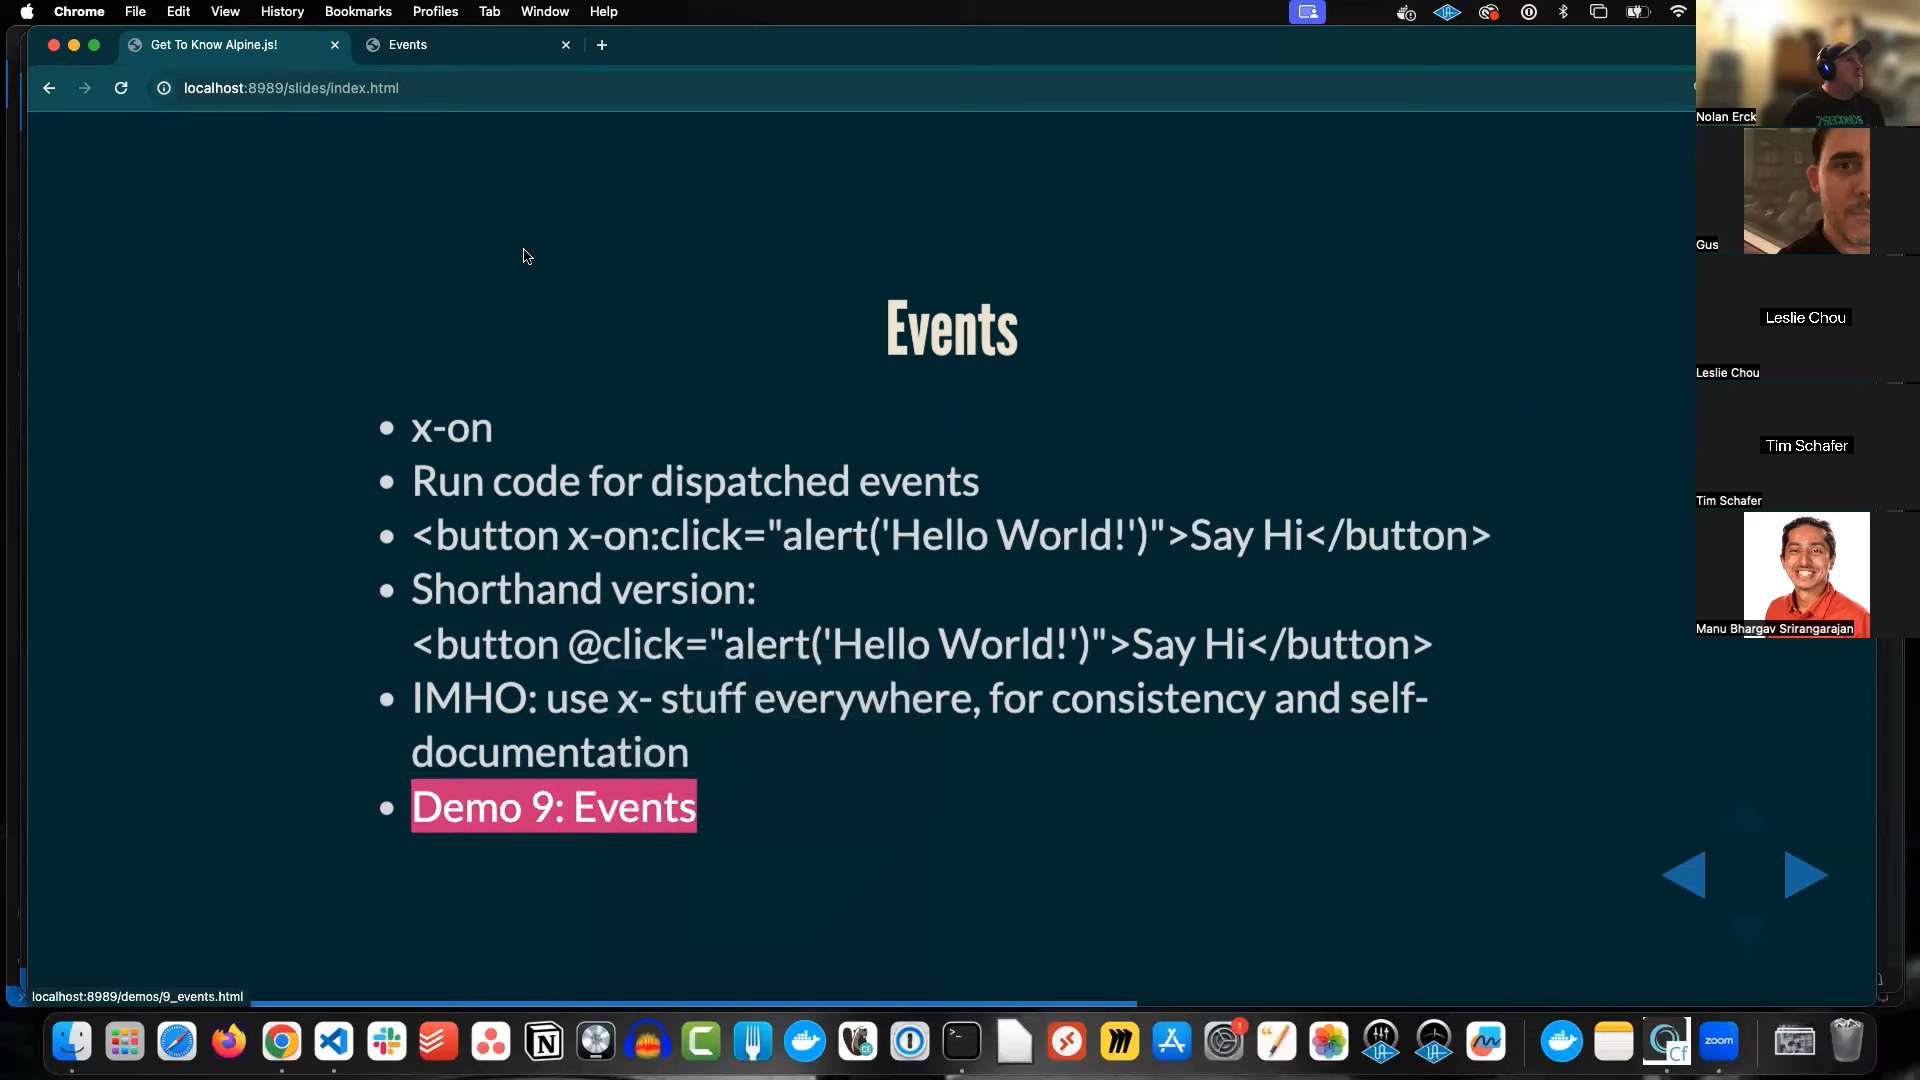 Chrome File Edit View History Bookmarks Profiles Tab Window Help
Get To Know Alpine.js!
Events
localhost:8989/slides/index.html
Events
x-on
Run code for dispatched events
<button x-on:click="alert('Hello World!')">Say Hi</button>
Shorthand version:
<button @click="alert('Hello World!')">Say Hi</button>
IMHO: use x- stuff everywhere, for consistency and self-
documentation
Demo 9: Events
localhost:8989/demos/9_events.html
7SECONDS
Nolan Erck
Gus
Leslie Chou
Leslie Chou
Tim Schafer
Tim Schafer
Manu Bhargav Srirangarajan
1
Cf
zoom